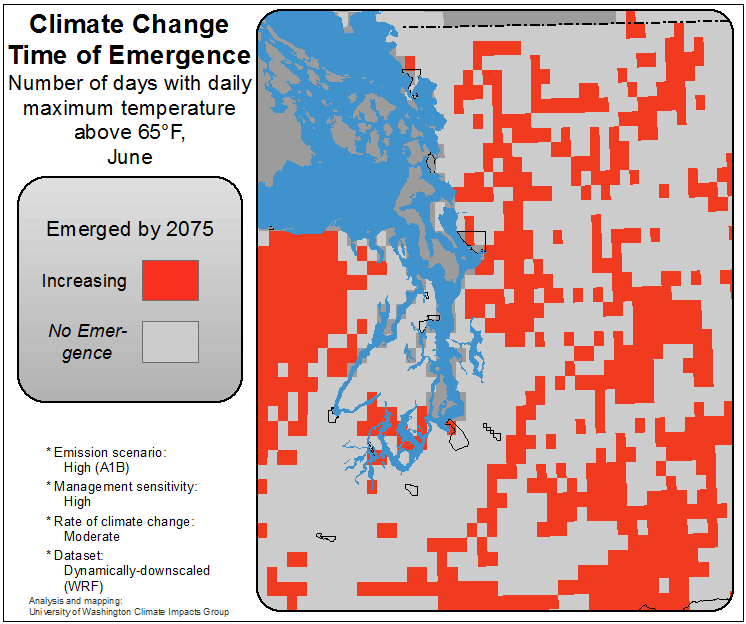 Climate Change
Time of Emergence
Number of days with daily
maximum temperature
above 65°F,
June
Emerged by 2075
Increasing
No Emer-
gence
* Emission scenario:
High (A1B)
* Management sensitivity:
High
* Rate of climate change:
Moderate
* Dataset:
Dynamically-downscaled
(WRF)
Analysis and mapping:
University of Washington Climate Impacts Group